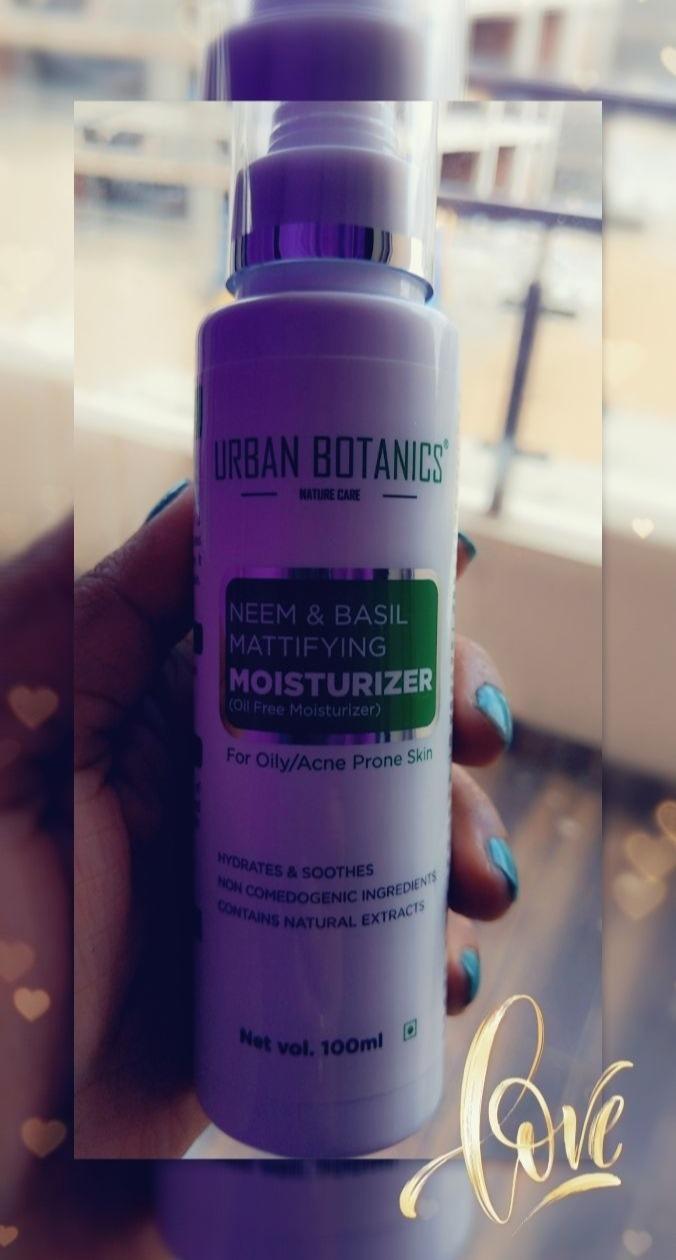 URBAN BOTANICS®
NATURE CARE
NEEM & BASIL
MATTIFYING
MOISTURIZER
(Oil Free Moisturizer)
For Oily/Acne Prone Skin
HYDRATES & SOOTHES
NON COMEDOGENIC INGREDIENTS
CONTAINS NATURAL EXTRACTS
Net vol. 100ml
Love